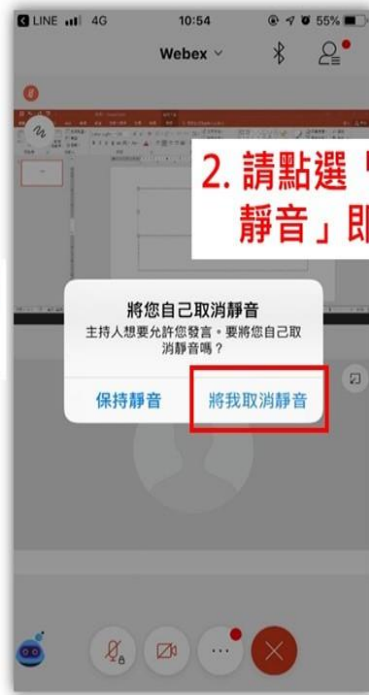 LINE 4G 10:54 55%
Webex
2. 請點選「
靜音」即
將您自己取消靜音
主持人想要允許您發言。要將您自己取
消靜音嗎？
保持靜音 將我取消靜音